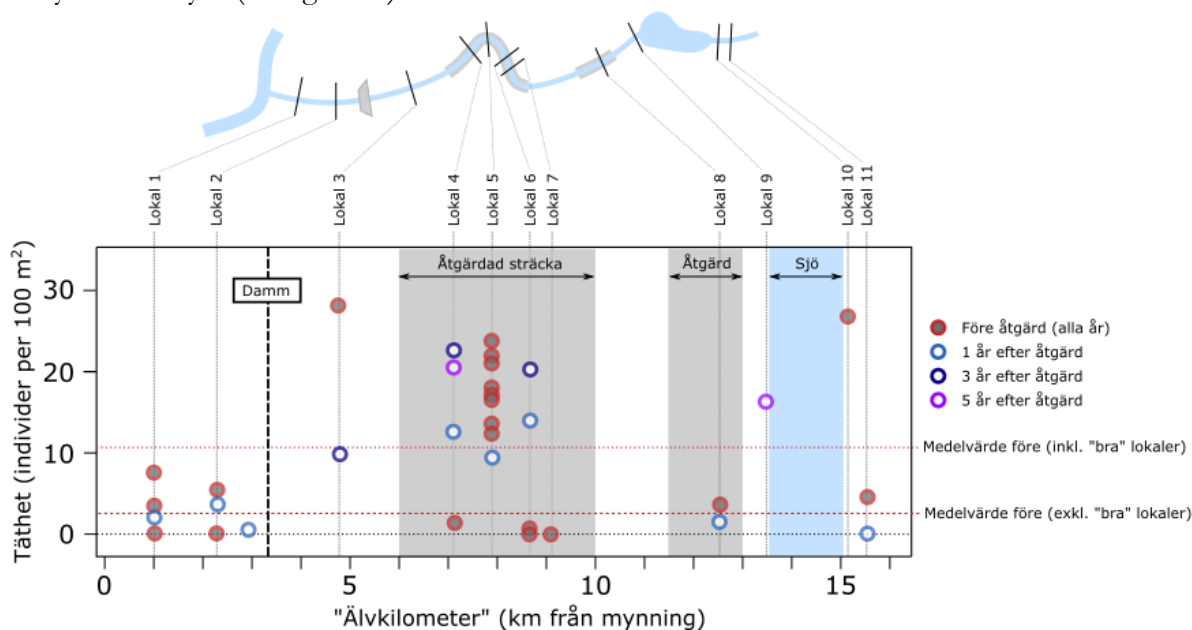 Lokal 1
Lokal 2
Lokal 3
Lokal 4
Lokal 5
Lokal 6
Lokal 7
Lokal 8
Lokal 9
Lokal 10
Lokal 11
Täthet (individer per 100 m²)
30
20
10
0
Damm
Åtgärdad sträcka
Åtgärd
Sjö
Före åtgärd (alla år)
1 år efter åtgärd
3 år efter åtgärd
5 år efter åtgärd
Medelvärde före (inkl. "bra" lokaler)
Medelvärde före (exkl. "bra" lokaler)
0
5
10
15
"Älvkilometer" (km från mynning)